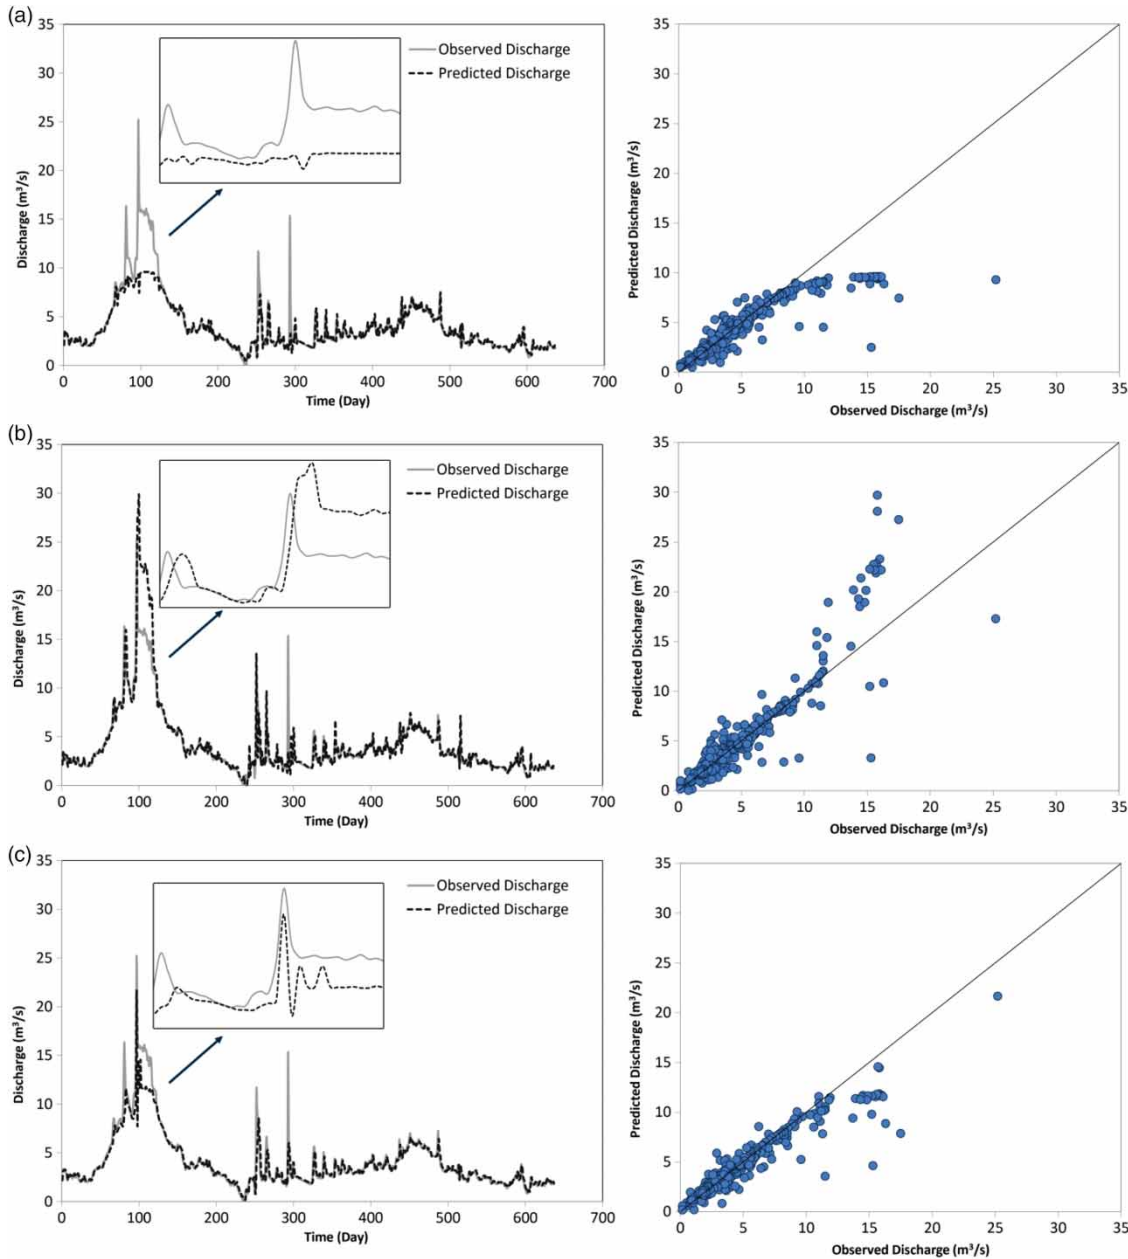 (a)
35
30
25
20
15
10
5
0
Discharge (m³/s)
Observed Discharge
Predicted Discharge
0 100 200 300 400 500 600 700
Time (Day)
35
30
25
20
15
10
5
0
Predicted Discharge (m³/s)
0 5 10 15 20 25 30 35
Observed Discharge (m³/s)
(b)
35
30
25
20
15
10
5
0
Discharge (m³/s)
Observed Discharge
Predicted Discharge
0 100 200 300 400 500 600 700
Time (Day)
35
30
25
20
15
10
5
0
Predicted Discharge (m³/s)
0 5 10 15 20 25 30 35
Observed Discharge (m³/s)
(c)
35
30
25
20
15
10
5
0
Discharge (m³/s)
Observed Discharge
Predicted Discharge
0 100 200 300 400 500 600 700
Time (Day)
35
30
25
20
15
10
5
0
Predicted Discharge (m³/s)
0 5 10 15 20 25 30 35
Observed Discharge (m³/s)